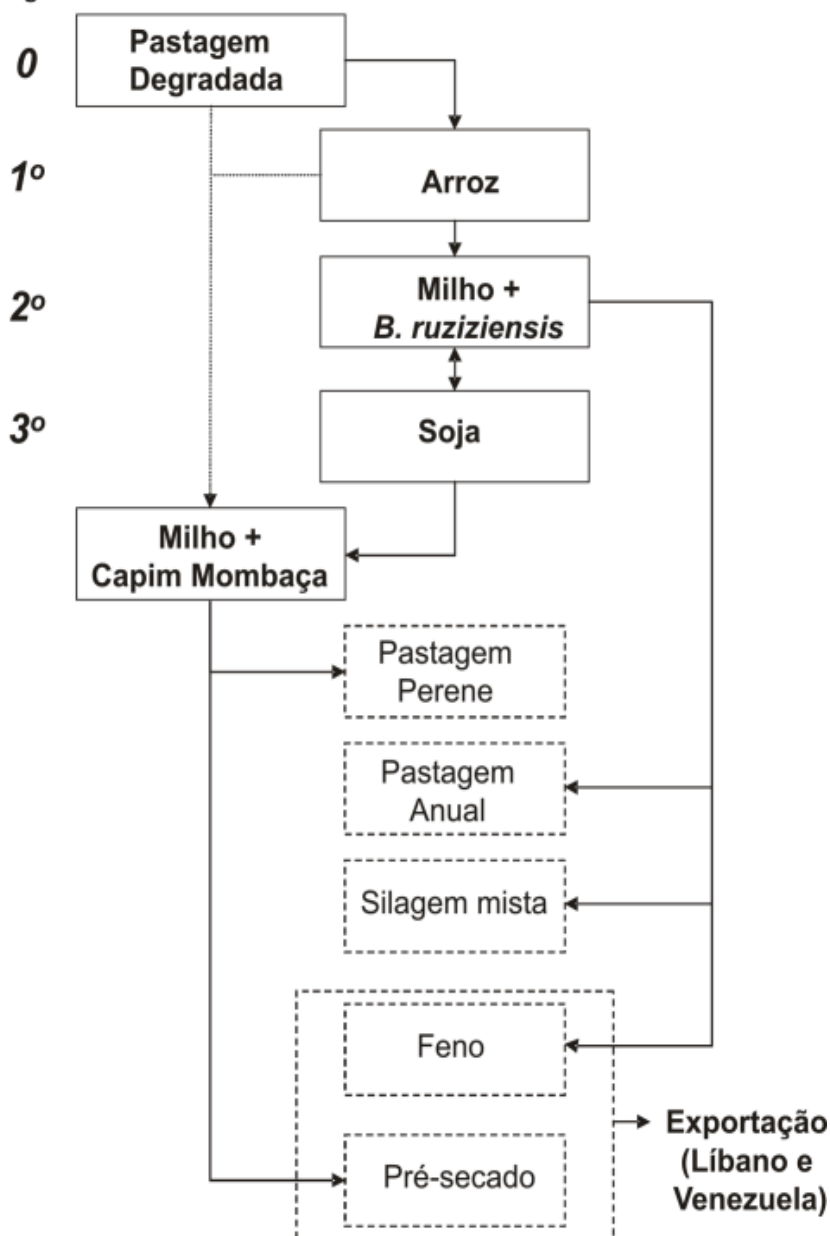 0
Pastagem
Degradada
1º
Arroz
2º
Milho +
B. ruziziensis
3º
Soja
Milho +
Capim Mombaça
Pastagem
Perene
Pastagem
Anual
Silagem mista
Feno
Exportação
(Líbano e
Venezuela)
Pré-secado